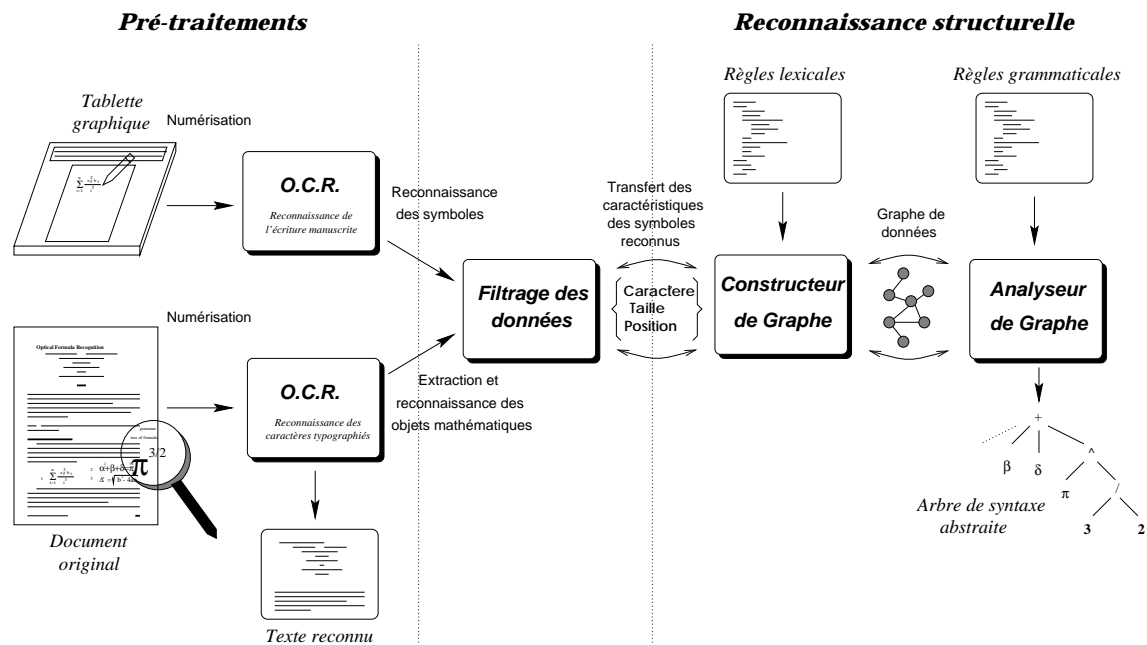 Pré-traitements
Reconnaissance structurelle
Tablette
graphique
Numérisation
O.C.R.
Reconnaissance de
l'écriture manuscrite
Reconnaissance
des symboles
Numérisation
Optical Formula Recognition
π 3/2
α+β+δ=π
Document
original
O.C.R.
Reconnaissance des
caractères typographiés
Extraction et
reconnaissance des
objets mathématiques
Texte reconnu
Filtrage des
données
Transfert des
caractéristiques
des symboles
reconnus
Caractere
Taille
Position
Règles lexicales
Constructeur
de Graphe
Graphe de
données
Règles grammaticales
Analyseur
de Graphe
+
β δ ^
π /
3 2
Arbre de syntaxe
abstraite